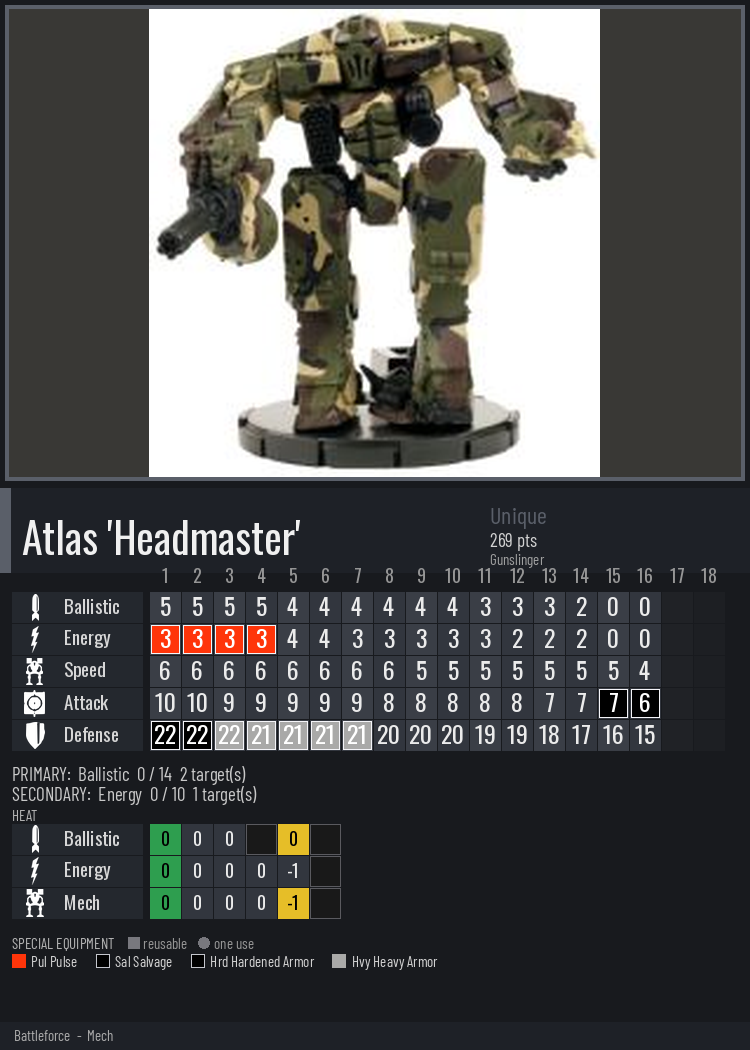 Atlas 'Headmaster'
Unique
269 pts
Gunslinger
1 2 3 4 5 6 7 8 9 10 11 12 13 14 15 16 17 18
Ballistic 5 5 5 5 4 4 4 4 4 4 3 3 3 2 0 0
Energy 3 3 3 3 4 4 3 3 3 3 3 2 2 2 0 0
Speed 6 6 6 6 6 6 6 6 5 5 5 5 5 5 5 4
Attack 10 10 9 9 9 9 9 8 8 8 8 8 7 7 7 6
Defense 22 22 22 21 21 21 21 20 20 20 19 19 18 17 16 15
PRIMARY: Ballistic 0 / 14 2 target(s)
SECONDARY: Energy 0 / 10 1 target(s)
HEAT
Ballistic 0 0 0 0
Energy 0 0 0 0 -1
Mech 0 0 0 0 -1
SPECIAL EQUIPMENT reusable one use
Pul Pulse Sal Salvage Hrd Hardened Armor Hvy Heavy Armor
Battleforce - Mech